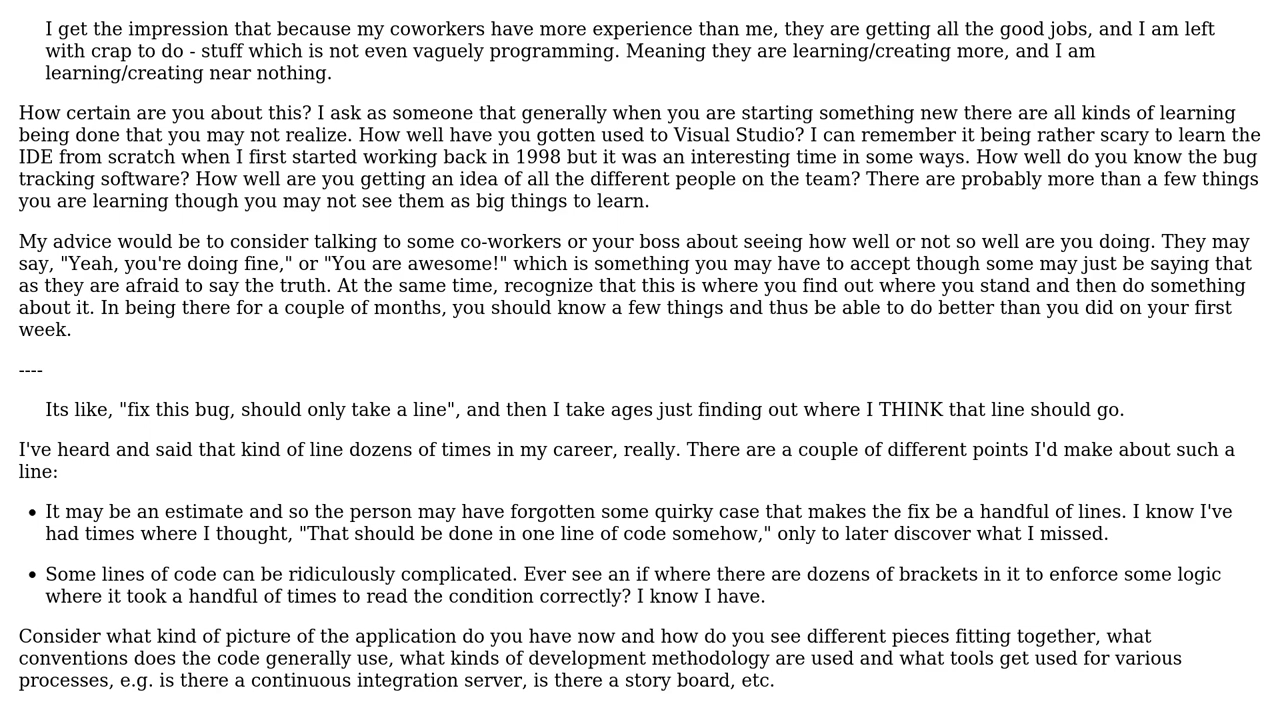 I get the impression that because my coworkers have more experience than me, they are getting all the good jobs, and I am left
with crap to do - stuff which is not even vaguely programming. Meaning they are learning/creating more, and I am
learning/creating near nothing.
How certain are you about this? I ask as someone that generally when you are starting something new there are all kinds of learning
being done that you may not realize. How well have you gotten used to Visual Studio? I can remember it being rather scary to learn the
IDE from scratch when I first started working back in 1998 but it was an interesting time in some ways. How well do you know the bug
tracking software? How well are you getting an idea of all the different people on the team? There are probably more than a few things
you are learning though you may not see them as big things to learn.
My advice would be to consider talking to some co-workers or your boss about seeing how well or not so well are you doing. They may
say, "Yeah, you're doing fine," or "You are awesome!" which is something you may have to accept though some may just be saying that
as they are afraid to say the truth. At the same time, recognize that this is where you find out where you stand and then do something
about it. In being there for a couple of months, you should know a few things and thus be able to do better than you did on your first
week.
----
Its like, "fix this bug, should only take a line", and then I take ages just finding out where I THINK that line should go.
I've heard and said that kind of line dozens of times in my career, really. There are a couple of different points I'd make about such a
line:
• It may be an estimate and so the person may have forgotten some quirky case that makes the fix be a handful of lines. I know I've
had times where I thought, "That should be done in one line of code somehow," only to later discover what I missed.
• Some lines of code can be ridiculously complicated. Ever see an if where there are dozens of brackets in it to enforce some logic
where it took a handful of times to read the condition correctly? I know I have.
Consider what kind of picture of the application do you have now and how do you see different pieces fitting together, what
conventions does the code generally use, what kinds of development methodology are used and what tools get used for various
processes, e.g. is there a continuous integration server, is there a story board, etc.